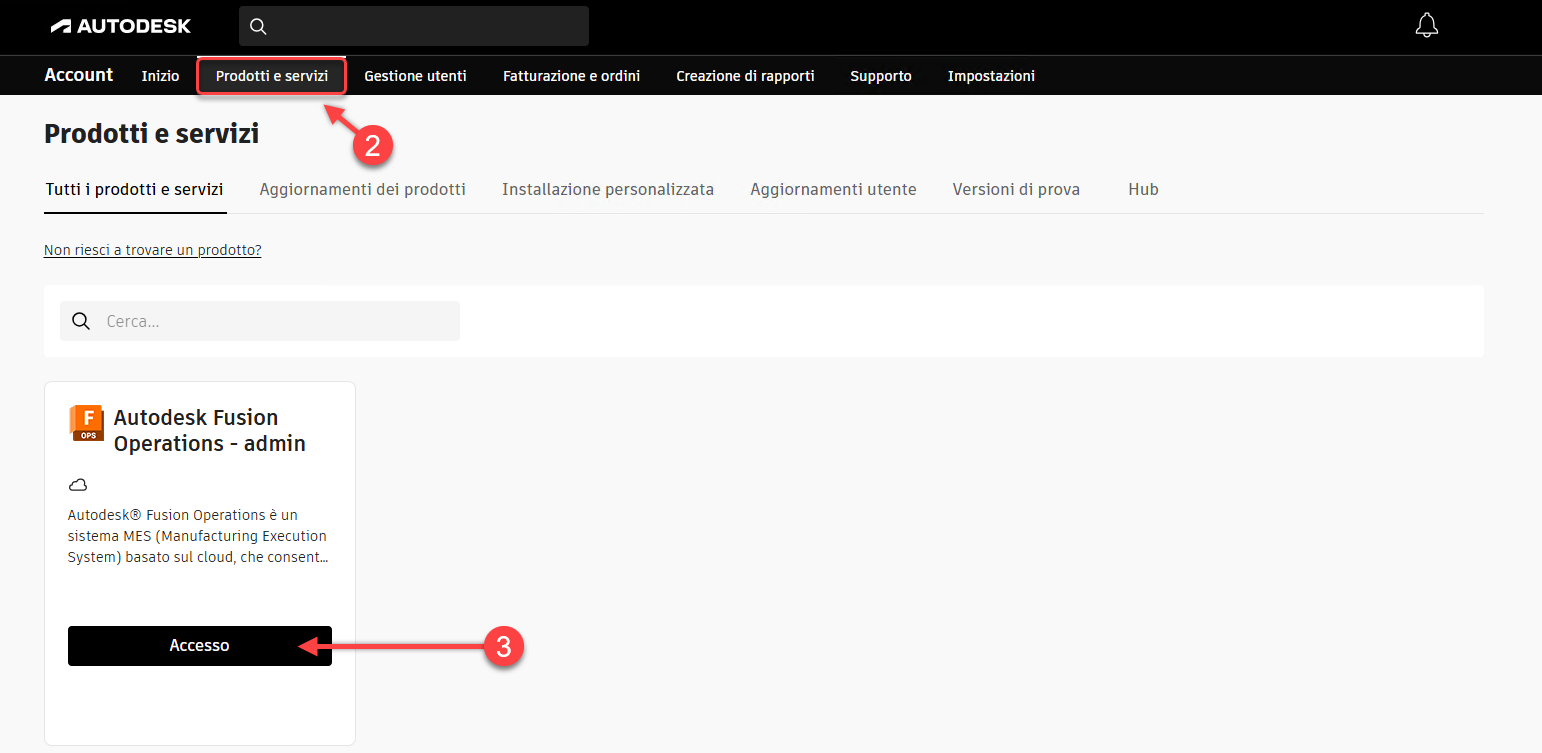 AUTODESK
Account Inizio Prodotti e servizi Gestione utenti Fatturazione e ordini Creazione di rapporti Supporto Impostazioni
2
Prodotti e servizi
Tutti i prodotti e servizi Aggiornamenti dei prodotti Installazione personalizzata Aggiornamenti utente Versioni di prova Hub
Non riesci a trovare un prodotto?
Cerca...
F
OPS
Autodesk Fusion
Operations - admin
Autodesk® Fusion Operations è un
sistema MES (Manufacturing Execution
System) basato sul cloud, che consent...
Accesso
3